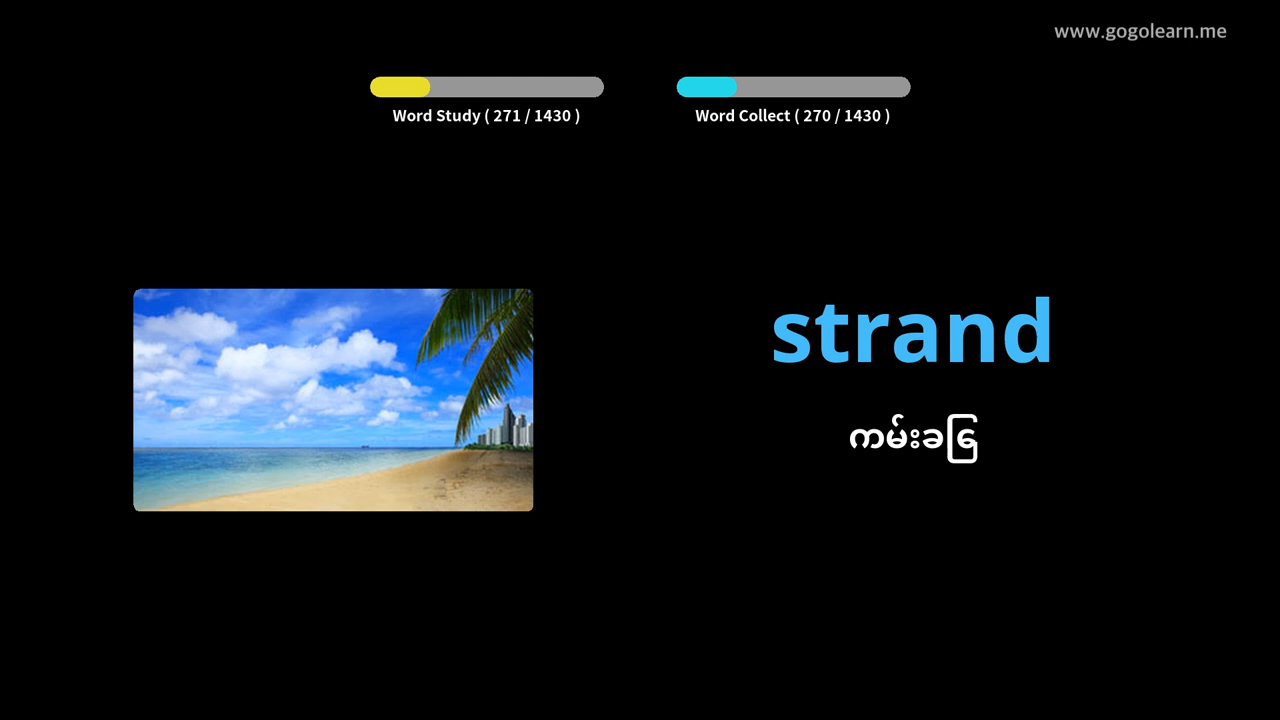 www.gogolearn.me
Word Study ( 271 / 1430 )
Word Collect ( 270 / 1430 )
strand
ကမ်းခြေ